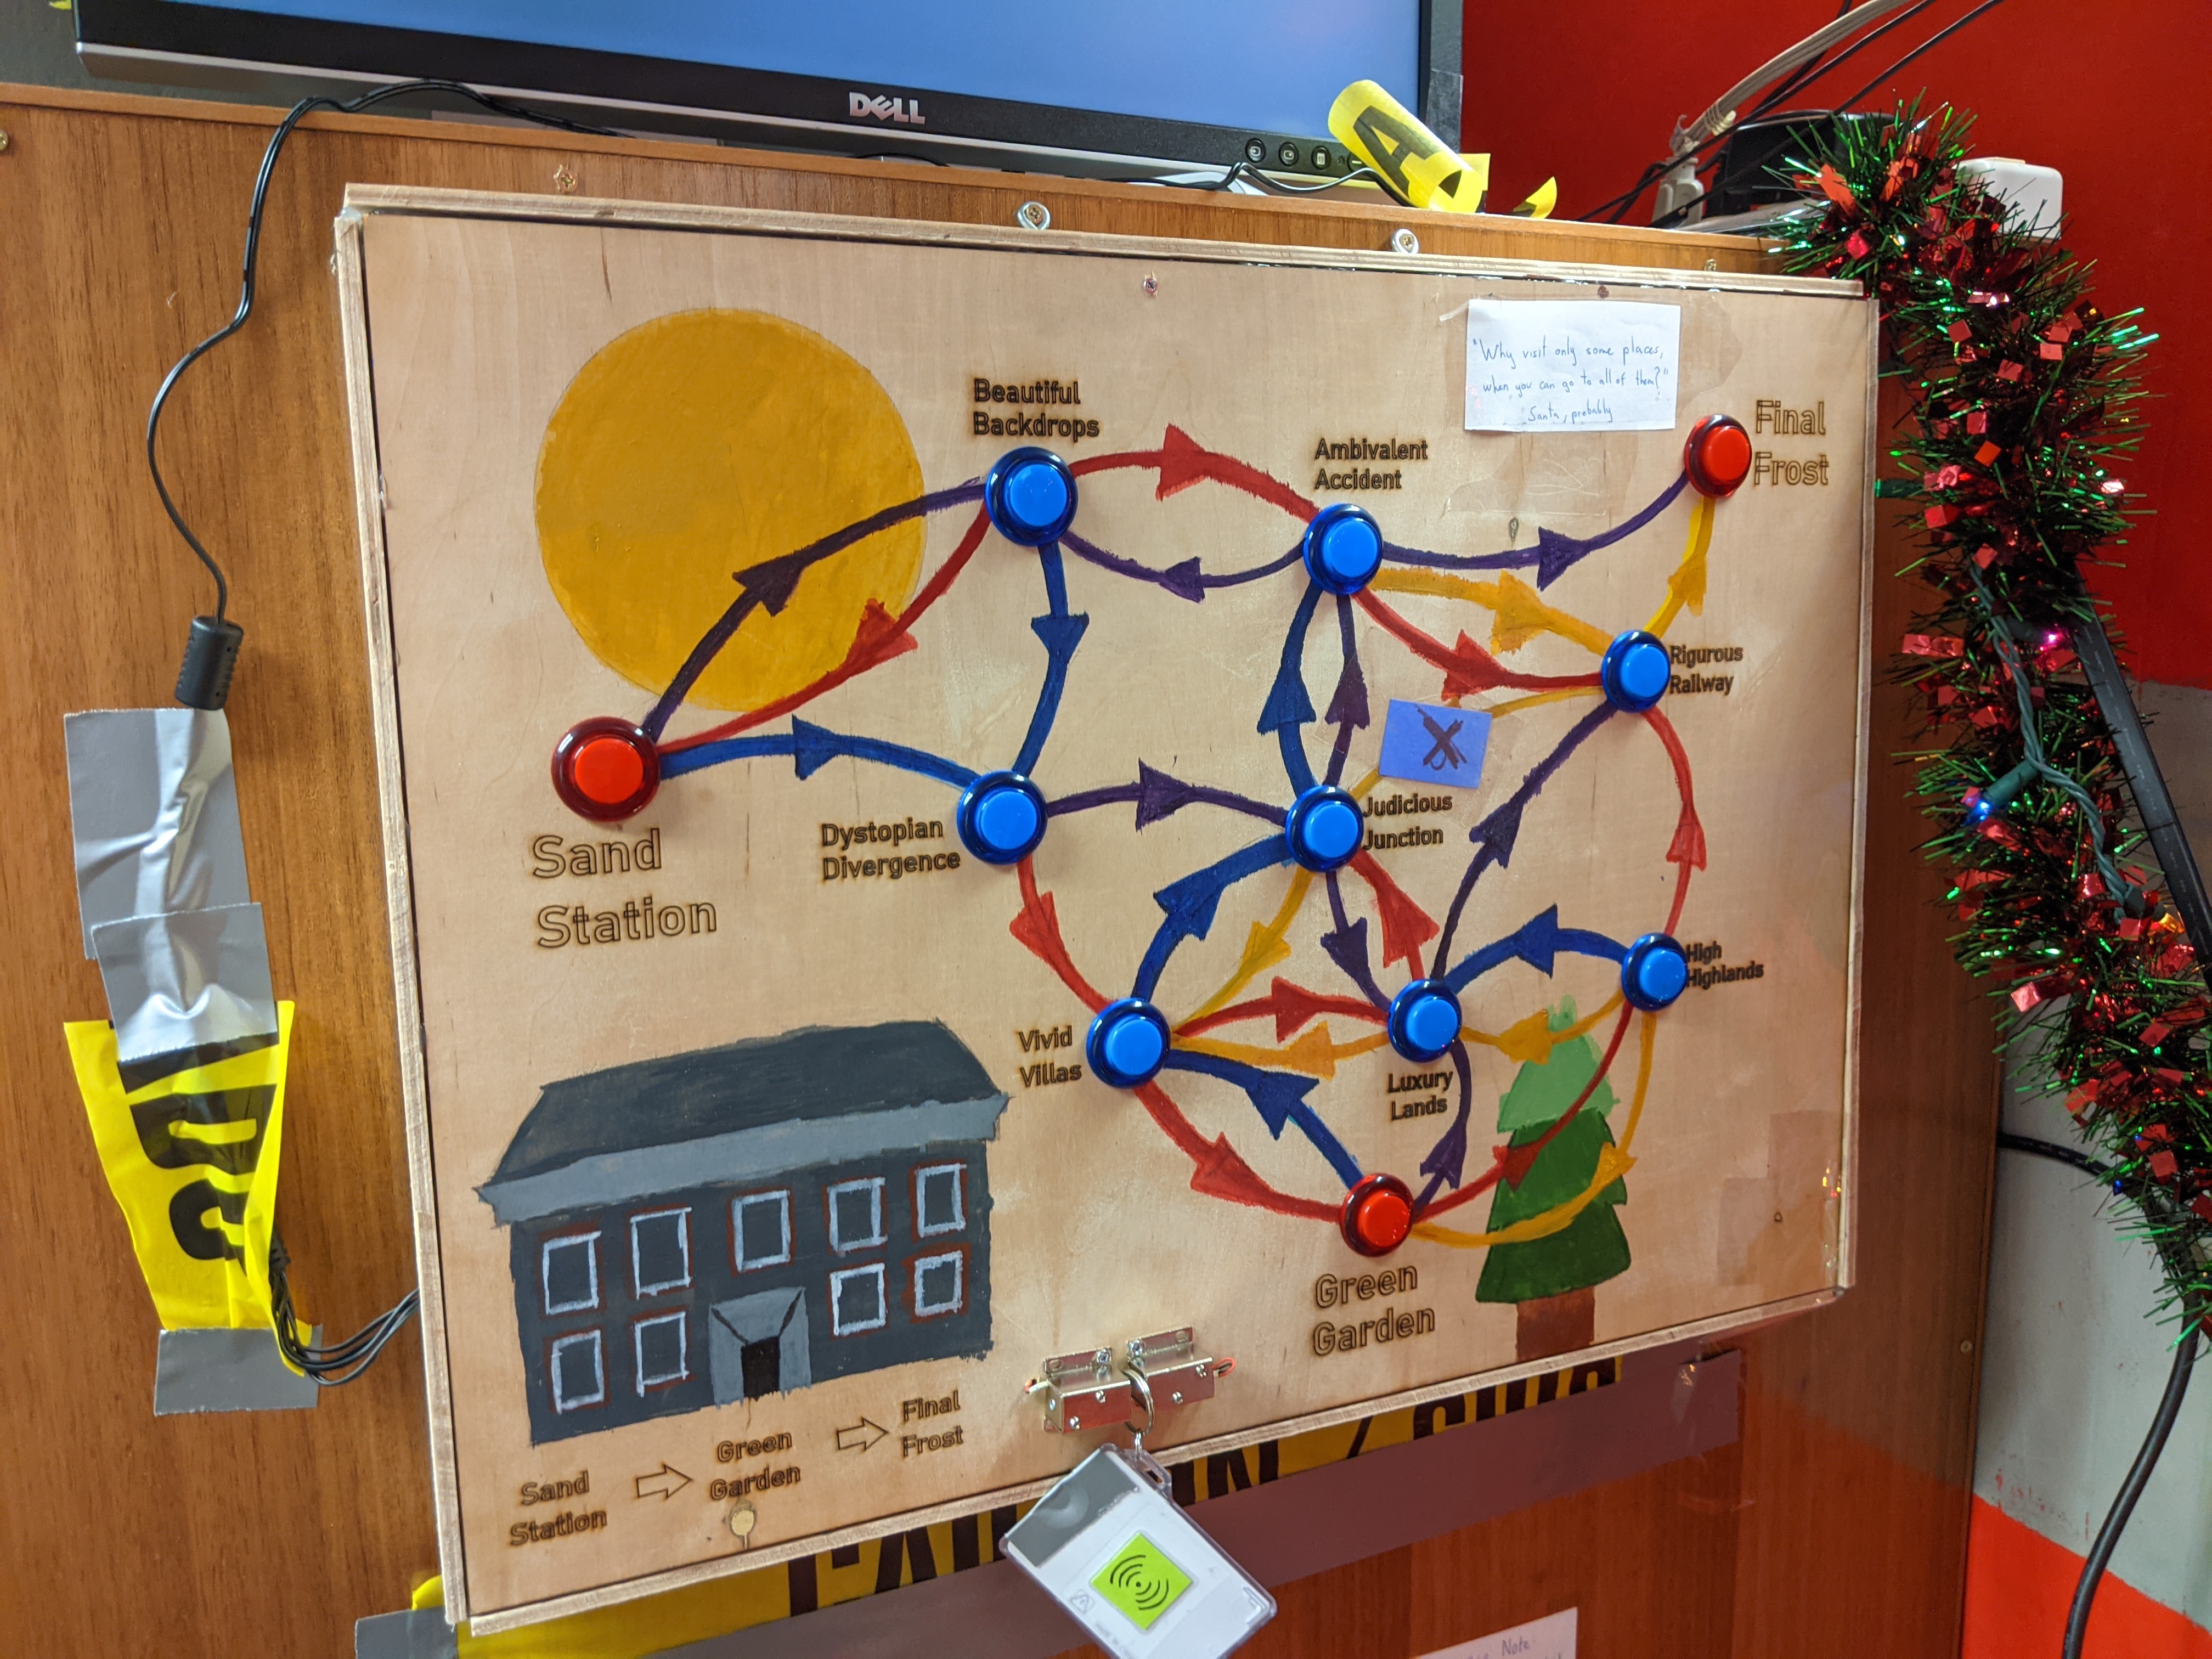 DELL
A
"Why visit only some places,
when you can go to all of them?"
Santa, probably
Beautiful
Backdrops
Ambivalent
Accident
Final
Frost
Rigurous
Railway
X
Judicious
Junction
Dystopian
Divergence
Sand
Station
High
Highlands
Vivid
Villas
Luxury
Lands
Green
Garden
Sand
Station
Green
Garden
Final
Frost
Note